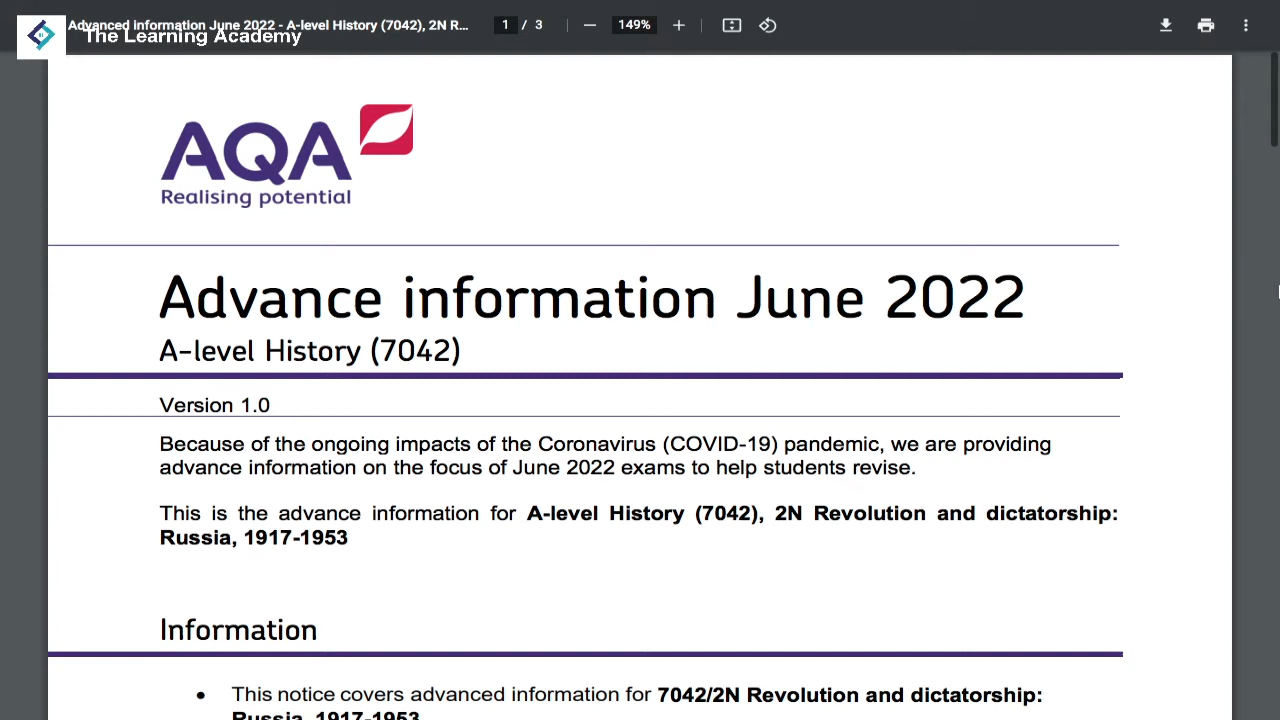 Advanced information June 2022 - A-level History (7042), 2N R...
1 / 3
149%
The Learning Academy
AQA
Realising potential
Advance information June 2022
A-level History (7042)
Version 1.0
Because of the ongoing impacts of the Coronavirus (COVID-19) pandemic, we are providing
advance information on the focus of June 2022 exams to help students revise.
This is the advance information for A-level History (7042), 2N Revolution and dictatorship:
Russia, 1917-1953
Information
• This notice covers advanced information for 7042/2N Revolution and dictatorship:
Russia, 1917-1953